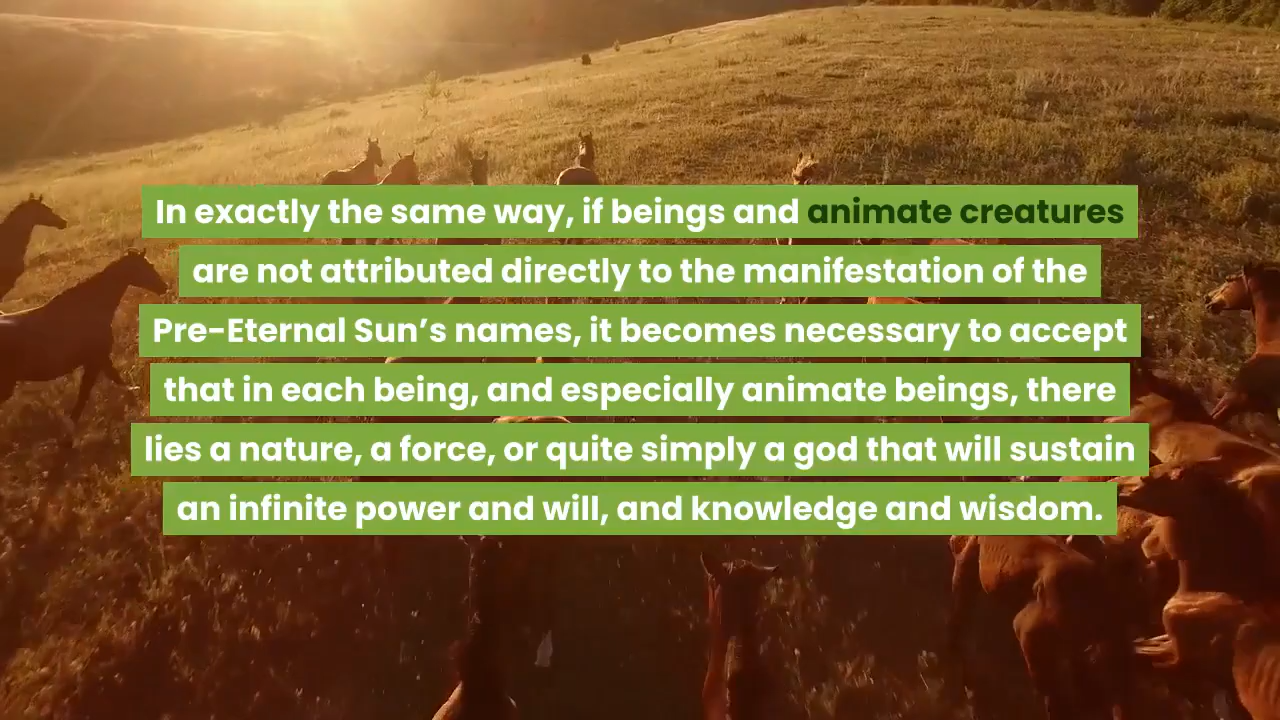 In exactly the same way, if beings and animate creatures
are not attributed directly to the manifestation of the
Pre-Eternal Sun’s names, it becomes necessary to accept
that in each being, and especially animate beings, there
lies a nature, a force, or quite simply a god that will sustain
an infinite power and will, and knowledge and wisdom.